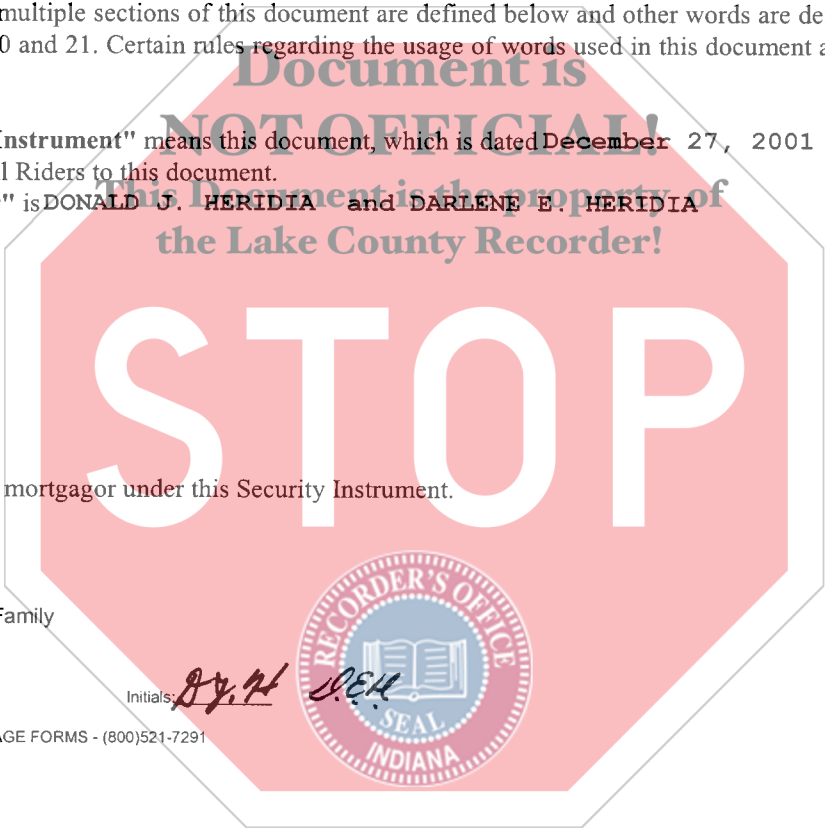 multiple sections of this document are defined below and other words are de
0 and 21. Certain rules regarding the usage of words used in this document a
Document is
NOT OFFICIAL!
Instrument" means this document, which is dated December 27, 2001
l Riders to this document.
This Document is the property of
" is DONALD J. HERIDIA and DARLENE E. HERIDIA
the Lake County Recorder!
STOP
mortgagor under this Security Instrument.
RECORDER'S OFFICE
SEAL
INDIANA
Family
Initials: D.J.H D.E.H.
GE FORMS - (800)521-7291